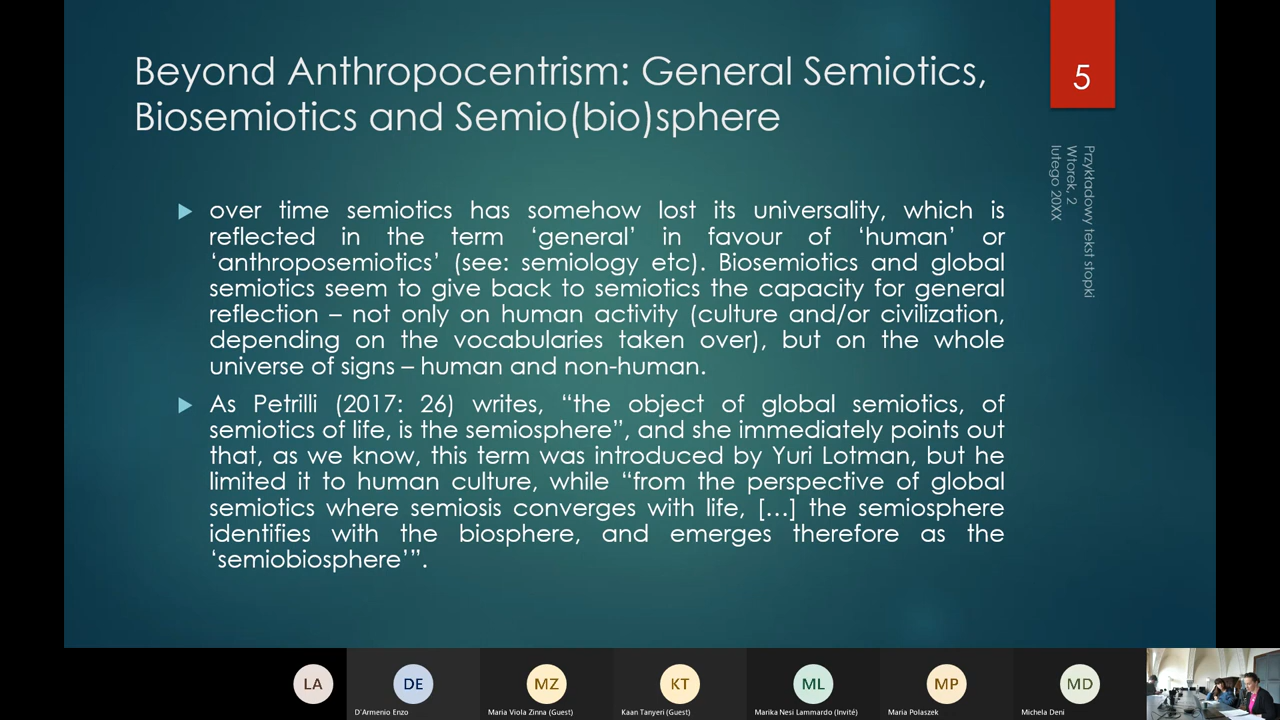 Beyond Anthropocentrism: General Semiotics,
Biosemiotics and Semio(bio)sphere
5
Przykładowy tekst stopki
Wtorek, 2
lutego 20XX
over time semiotics has somehow lost its universality, which is
reflected in the term ‘general’ in favour of ‘human’ or
‘anthroposemiotics’ (see: semiology etc). Biosemiotics and global
semiotics seem to give back to semiotics the capacity for general
reflection – not only on human activity (culture and/or civilization,
depending on the vocabularies taken over), but on the whole
universe of signs – human and non-human.
As Petrilli (2017: 26) writes, “the object of global semiotics, of
semiotics of life, is the semiosphere”, and she immediately points out
that, as we know, this term was introduced by Yuri Lotman, but he
limited it to human culture, while “from the perspective of global
semiotics where semiosis converges with life, […] the semiosphere
identifies with the biosphere, and emerges therefore as the
‘semiobiosphere’”.
LA
DE
MZ
KT
ML
MP
MD
D'Armenio Enzo
Maria Viola Zinna (Guest)
Kaan Tanyeri (Guest)
Marika Nesi Lammardo (Invité)
Maria Polaszek
Michela Deni